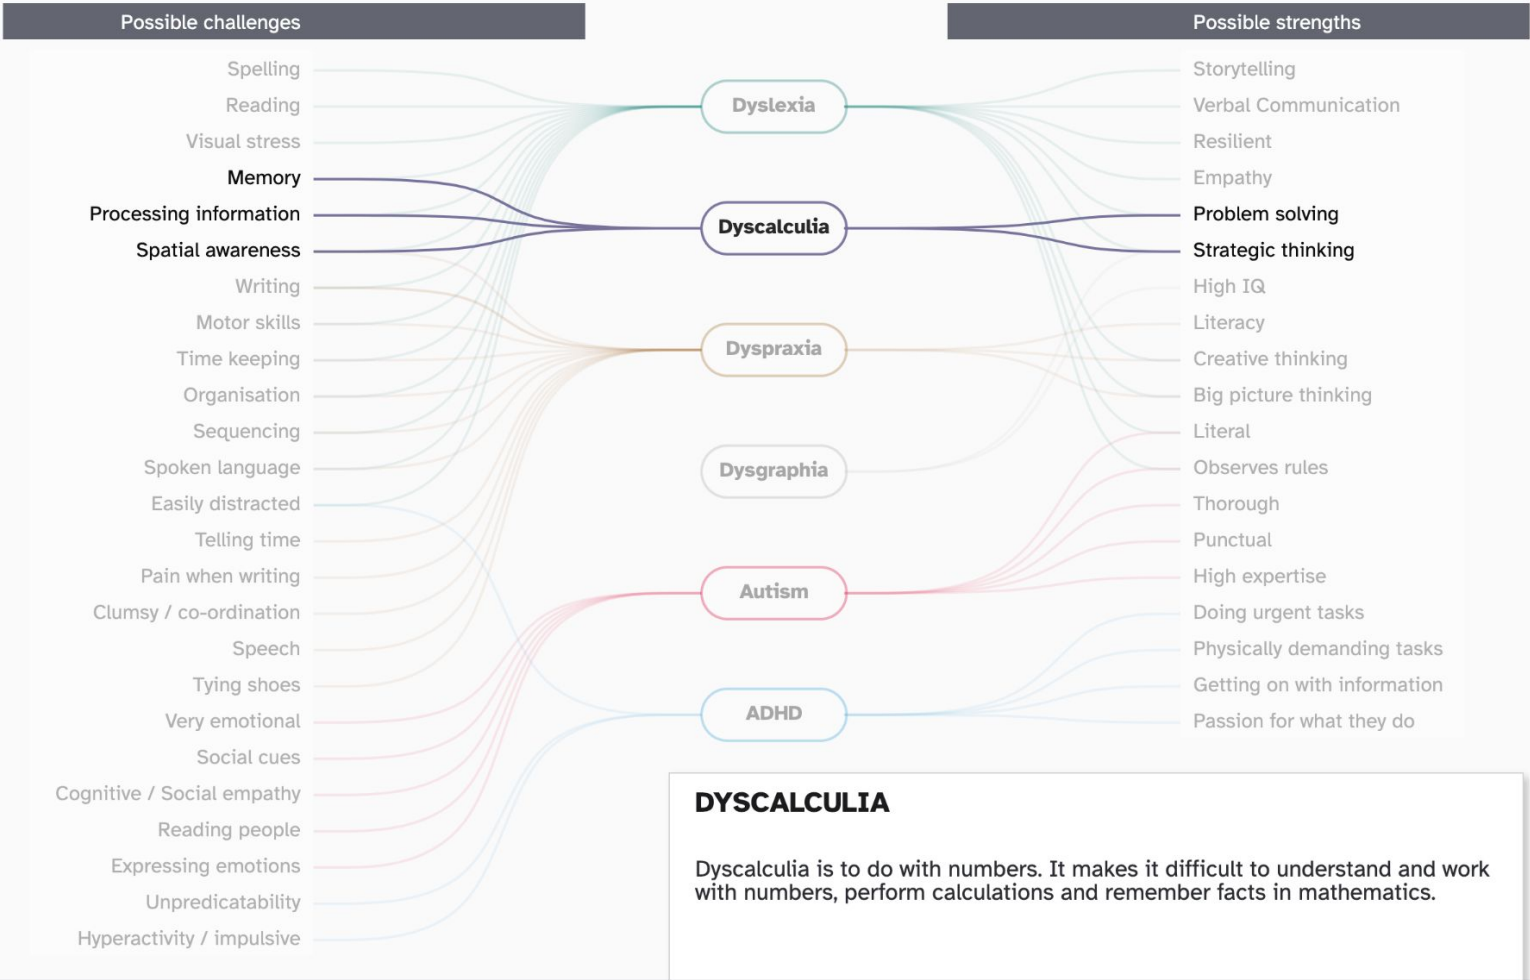 Possible challenges
Possible strengths
Spelling
Reading
Visual stress
Memory
Processing information
Spatial awareness
Writing
Motor skills
Time keeping
Organisation
Sequencing
Spoken language
Easily distracted
Telling time
Pain when writing
Clumsy / co-ordination
Speech
Tying shoes
Very emotional
Social cues
Cognitive / Social empathy
Reading people
Expressing emotions
Unpredicatability
Hyperactivity / impulsive
Dyslexia
Dyscalculia
Dyspraxia
Dysgraphia
Autism
ADHD
Storytelling
Verbal Communication
Resilient
Empathy
Problem solving
Strategic thinking
High IQ
Literacy
Creative thinking
Big picture thinking
Literal
Observes rules
Thorough
Punctual
High expertise
Doing urgent tasks
Physically demanding tasks
Getting on with information
Passion for what they do
DYSCALCULIA
Dyscalculia is to do with numbers. It makes it difficult to understand and work
with numbers, perform calculations and remember facts in mathematics.